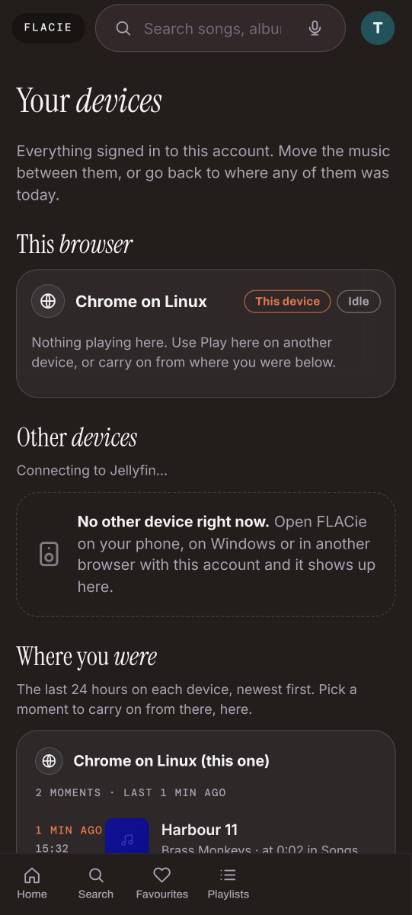 FLACIE
Search songs, albu
T
Your devices
Everything signed in to this account. Move the music
between them, or go back to where any of them was
today.
This browser
Chrome on Linux
This device
Idle
Nothing playing here. Use Play here on another
device, or carry on from where you were below.
Other devices
Connecting to Jellyfin...
No other device right now. Open FLACie
on your phone, on Windows or in another
browser with this account and it shows up
here.
Where you were
The last 24 hours on each device, newest first. Pick a
moment to carry on from there, here.
Chrome on Linux (this one)
2 MOMENTS · LAST 1 MIN AGO
1 MIN AGO
15:32
Harbour 11
Brass Monkeys · at 0:02 in Songs
Home
Search
Favourites
Playlists